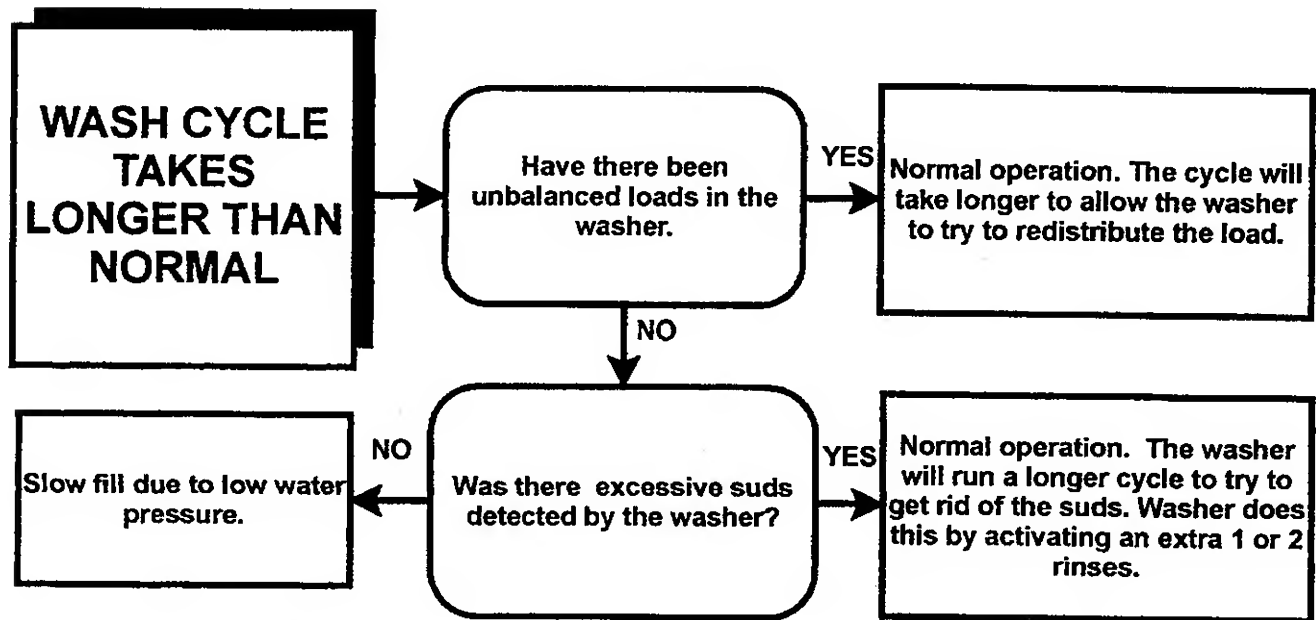 WASH CYCLE
TAKES
LONGER THAN
NORMAL
Have there been
unbalanced loads in the
washer.
YES
Normal operation. The cycle will
take longer to allow the washer
to try to redistribute the load.
NO
Was there excessive suds
detected by the washer?
NO
Slow fill due to low water
pressure.
YES
Normal operation. The washer
will run a longer cycle to try to
get rid of the suds. Washer does
this by activating an extra 1 or 2
rinses.